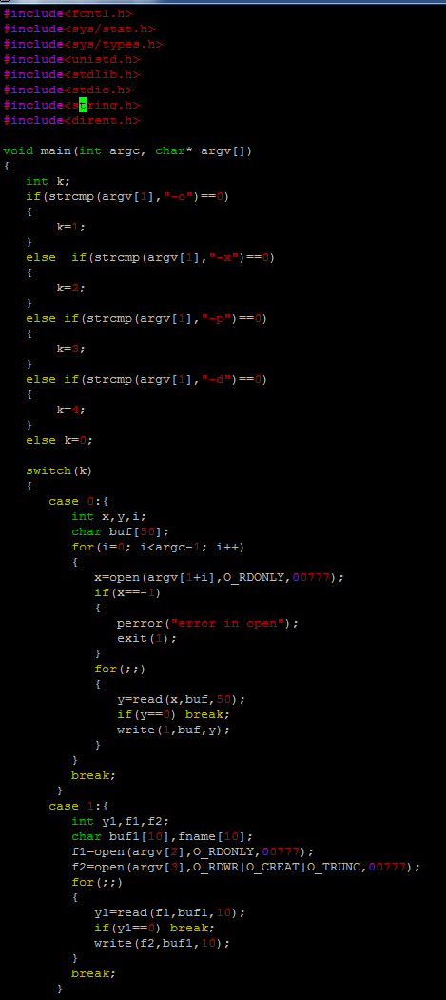 #include<fcntl.h>
#include<sys/stat.h>
#include<sys/types.h>
#include<unistd.h>
#include<stdlib.h>
#include<stdio.h>
#include<string.h>
#include<dirent.h>

void main(int argc, char* argv[])
{
   int k;
   if(strcmp(argv[1],"-c")==0)
   {
       k=1;
   }
   else  if(strcmp(argv[1],"-x")==0)
   {
       k=2;
   }
   else if(strcmp(argv[1],"-p")==0)
   {
       k=3;
   }
   else if(strcmp(argv[1],"-d")==0)
   {
       k=4;
   }
   else k=0;

   switch(k)
   {
      case 0:{
         int x,y,i;
         char buf[50];
         for(i=0; i<argc-1; i++)
         {
            x=open(argv[1+i],O_RDONLY,00777);
            if(x==-1)
            {
               perror("error in open");
               exit(1);
            }
            for(;;)
            {
               y=read(x,buf,50);
               if(y==0) break;
               write(1,buf,y);
            }
         }
         break;
       }
      case 1:{
         int y1,f1,f2;
         char buf1[10],fname[10];
         f1=open(argv[2],O_RDONLY,00777);
         f2=open(argv[3],O_RDWR|O_CREAT|O_TRUNC,00777);
         for(;;)
         {
            y1=read(f1,buf1,10);
            if(y1==0) break;
            write(f2,buf1,10);
         }
         break;
       }